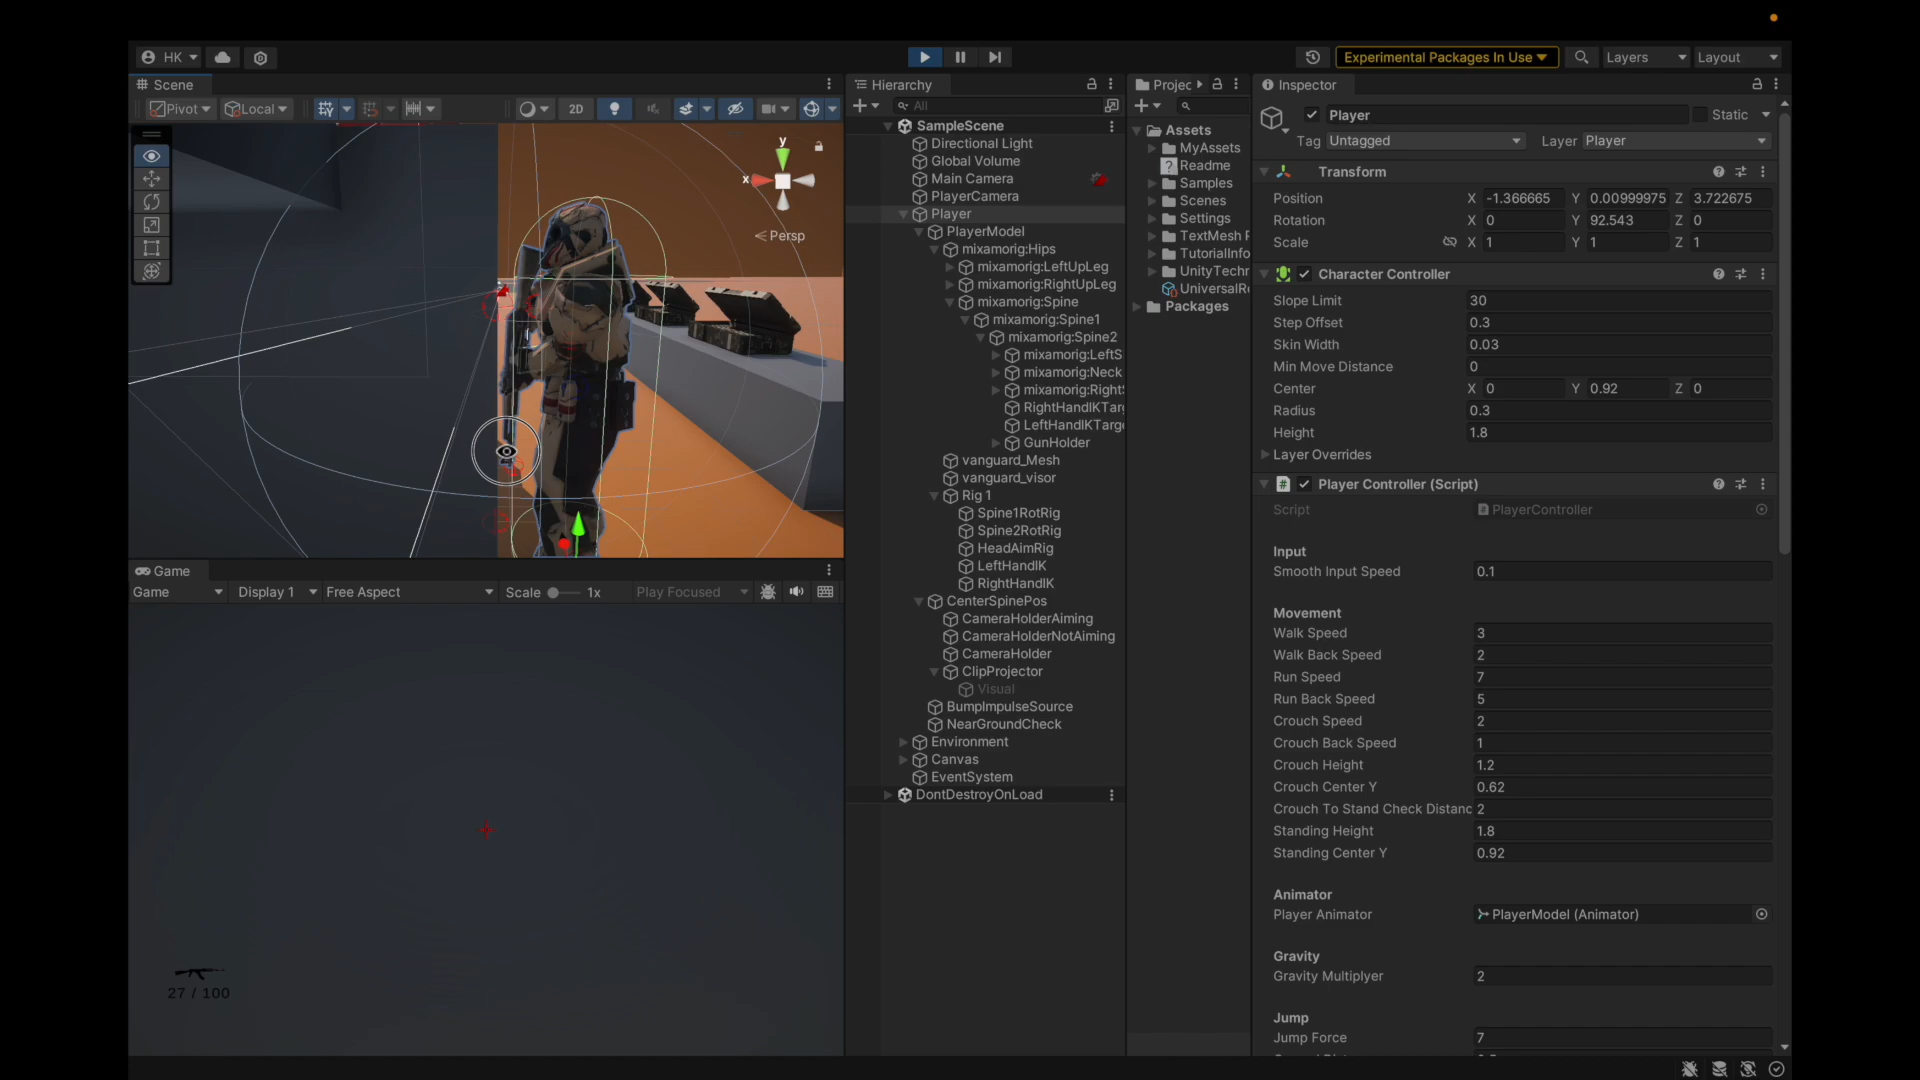 HK
Experimental Packages In Use
Layers
Layout
Scene
Pivot
Local
2D
y
x
Persp
Game
Game
Display 1
Free Aspect
Scale
1x
Play Focused
27 / 100
Hierarchy
All
SampleScene
Directional Light
Global Volume
Main Camera
PlayerCamera
Player
PlayerModel
mixamorig:Hips
mixamorig:LeftUpLeg
mixamorig:RightUpLeg
mixamorig:Spine
mixamorig:Spine1
mixamorig:Spine2
mixamorig:LeftS
mixamorig:Neck
mixamorig:Right
RightHandIKTar
LeftHandIKTarg
GunHolder
vanguard_Mesh
vanguard_visor
Rig 1
Spine1RotRig
Spine2RotRig
HeadAimRig
LeftHandIK
RightHandIK
CenterSpinePos
CameraHolderAiming
CameraHolderNotAiming
CameraHolder
ClipProjector
Visual
BumpImpulseSource
NearGroundCheck
Environment
Canvas
EventSystem
DontDestroyOnLoad
Projec
Assets
MyAssets
Readme
Samples
Scenes
Settings
TextMesh P
TutorialInfo
UnityTechn
UniversalRe
Packages
Inspector
Player
Static
Tag Untagged
Layer Player
Transform
Position X -1.366665 Y 0.00999975 Z 3.722675
Rotation X 0 Y 92.543 Z 0
Scale X 1 Y 1 Z 1
Character Controller
Slope Limit 30
Step Offset 0.3
Skin Width 0.03
Min Move Distance 0
Center X 0 Y 0.92 Z 0
Radius 0.3
Height 1.8
Layer Overrides
Player Controller (Script)
Script PlayerController
Input
Smooth Input Speed 0.1
Movement
Walk Speed 3
Walk Back Speed 2
Run Speed 7
Run Back Speed 5
Crouch Speed 2
Crouch Back Speed 1
Crouch Height 1.2
Crouch Center Y 0.62
Crouch To Stand Check Distanc 2
Standing Height 1.8
Standing Center Y 0.92
Animator
Player Animator PlayerModel (Animator)
Gravity
Gravity Multiplyer 2
Jump
Jump Force 7